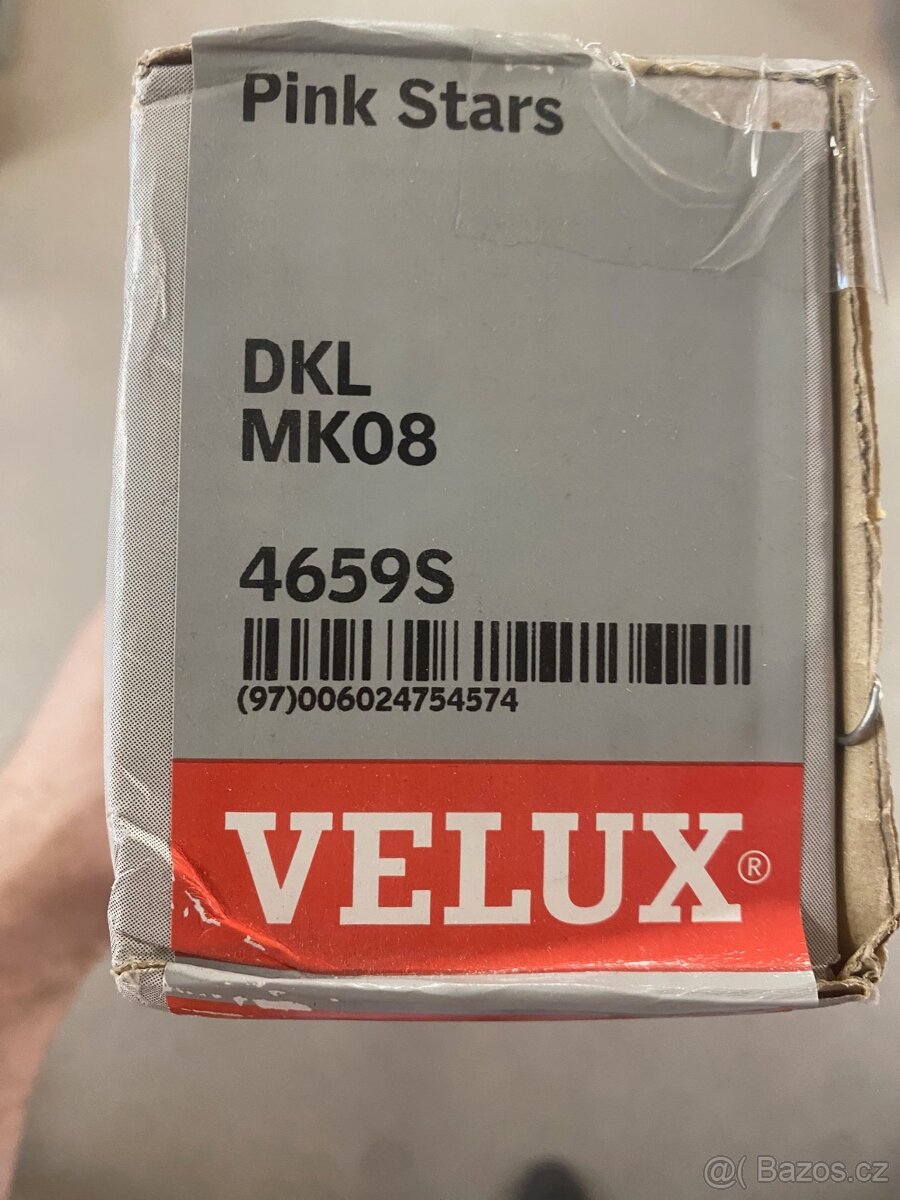 Pink Stars
DKL
MK08
4659S
(97)006024754574
VELUX®
@( Bazos.cz